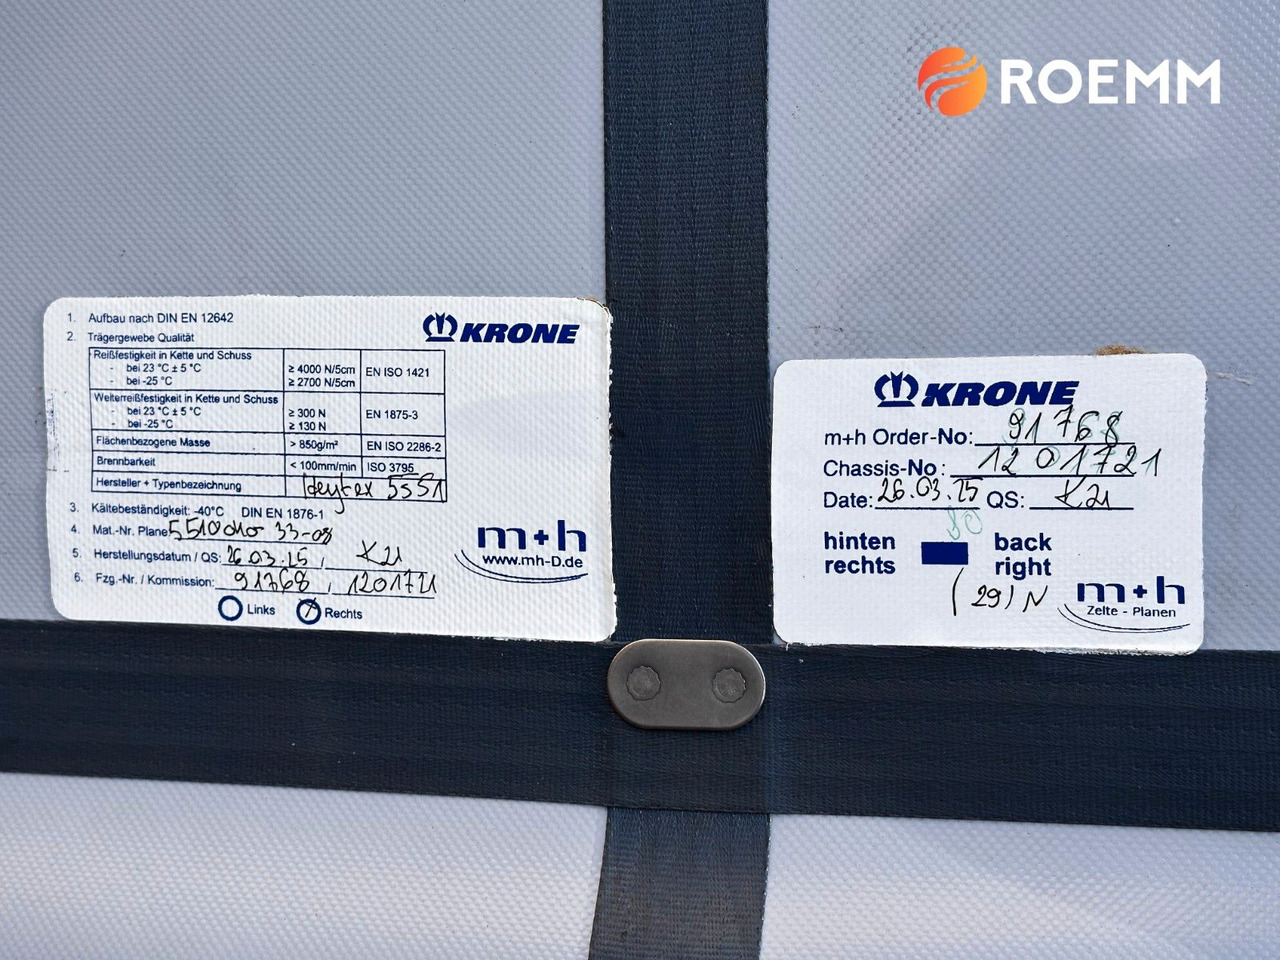 ROEMM
1. Aufbau nach DIN EN 12642
KRONE
2. Trägergewebe Qualität
Reißfestigkeit in Kette und Schuss
- bei 23 °C ± 5 °C ≥ 4000 N/5cm EN ISO 1421
- bei -25 °C ≥ 2700 N/5cm
Weiterreißfestigkeit in Kette und Schuss
- bei 23 °C ± 5 °C ≥ 300 N EN 1875-3
- bei -25 °C ≥ 130 N
Flächenbezogene Masse > 850g/m² EN ISO 2286-2
Brennbarkeit < 100mm/min ISO 3795
Hersteller + Typenbezeichnung Heytex 5551
3. Kältebeständigkeit: -40°C DIN EN 1876-1
4. Mat.-Nr. Plane: 33-08
5. Herstellungsdatum / QS: 26.03.15, K21
6. Fzg.-Nr. / Kommission: 91768, 1201721
Links Rechts
m+h
www.mh-D.de
KRONE
m+h Order-No: 91768
Chassis-No: 1201721
Date: 26.03.15 QS: K21
hinten back
rechts right
(29) N
m+h
Zelte - Planen